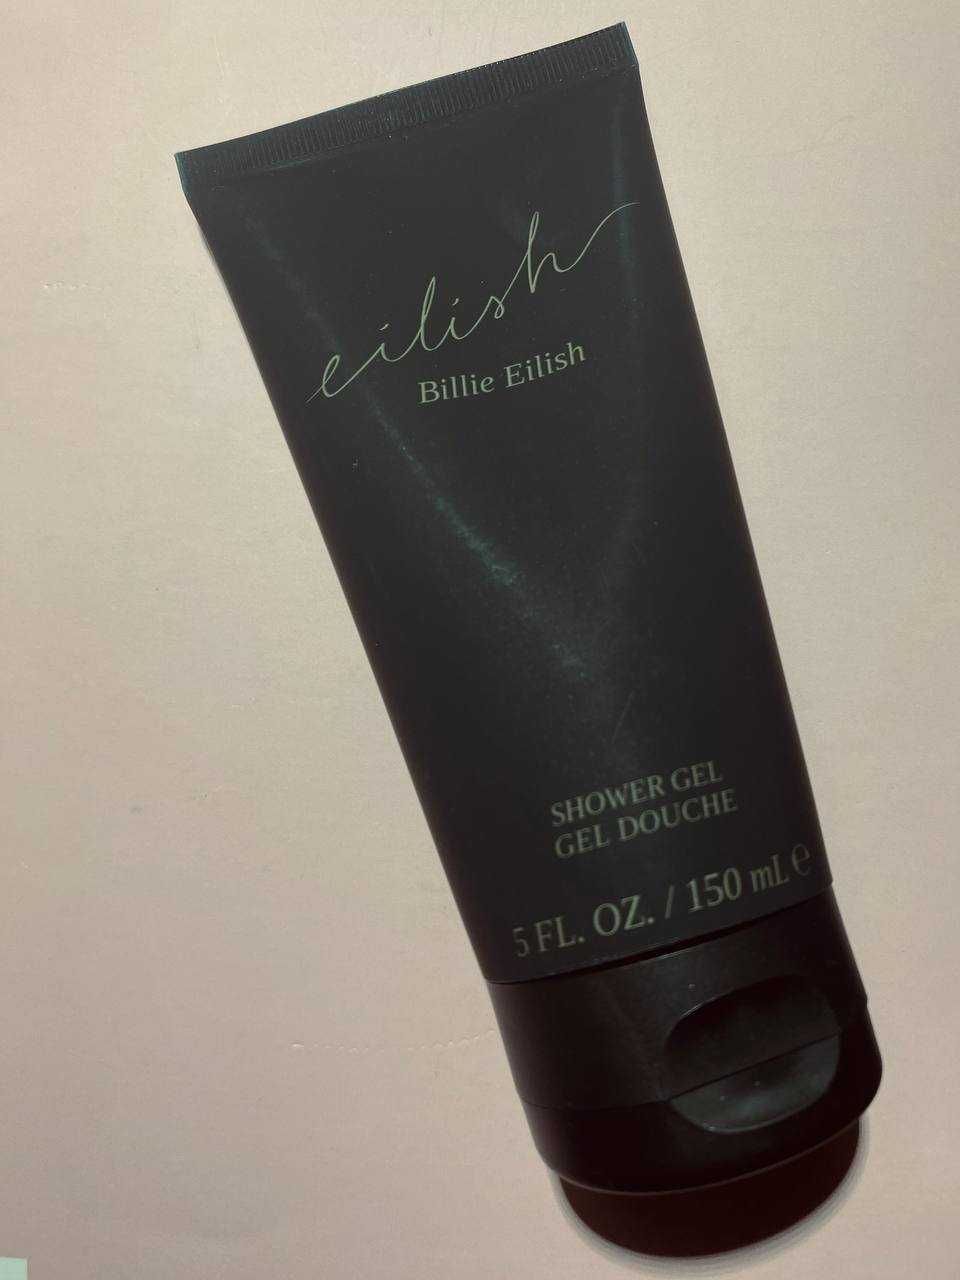 eilish
Billie Eilish
SHOWER GEL
GEL DOUCHE
5 FL. OZ. / 150 mL ℮